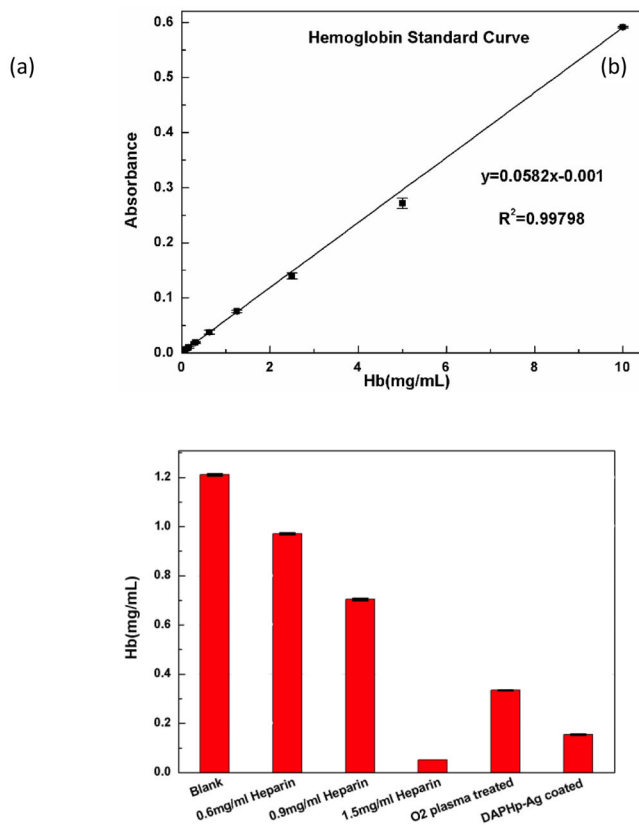 (a)
(b)
Hemoglobin Standard Curve
0.6
0.5
0.4
0.3
0.2
0.1
0.0
Absorbance
y=0.0582x-0.001
R²=0.99798
0 2 4 6 8 10
Hb(mg/mL)
1.2
1.0
0.8
0.6
0.4
0.2
0.0
Hb(mg/mL)
Blank
0.6mg/ml Heparin
0.9mg/ml Heparin
1.5mg/ml Heparin
O2 plasma treated
DAPHp-Ag coated